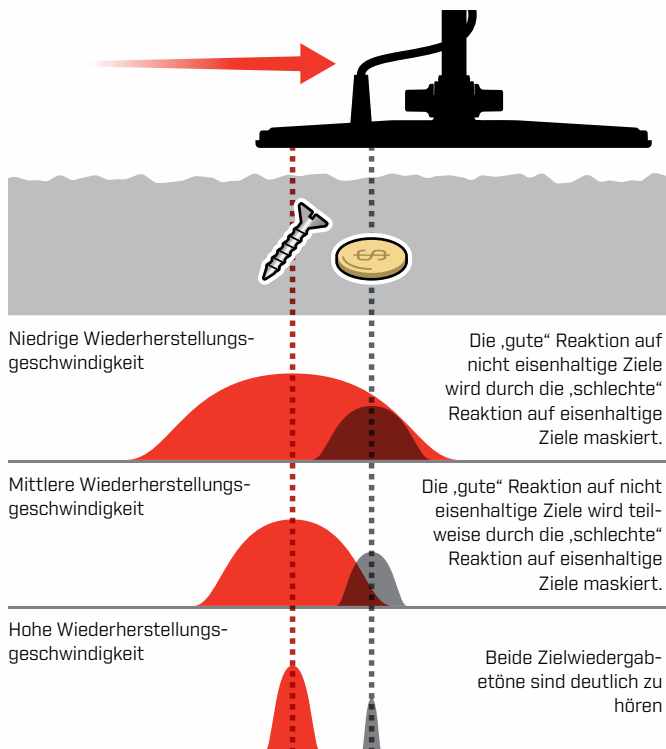 Niedrige Wiederherstellungs-
geschwindigkeit
Die ‚gute“ Reaktion auf
nicht eisenhaltige Ziele
wird durch die ‚schlechte“
Reaktion auf eisenhaltige
Ziele maskiert.
Mittlere Wiederherstellungs-
geschwindigkeit
Die ‚gute“ Reaktion auf nicht
eisenhaltige Ziele wird teil-
weise durch die ‚schlechte“
Reaktion auf eisenhaltige
Ziele maskiert.
Hohe Wiederherstellungs-
geschwindigkeit
Beide Zielwiedergab-
etöne sind deutlich zu
hören